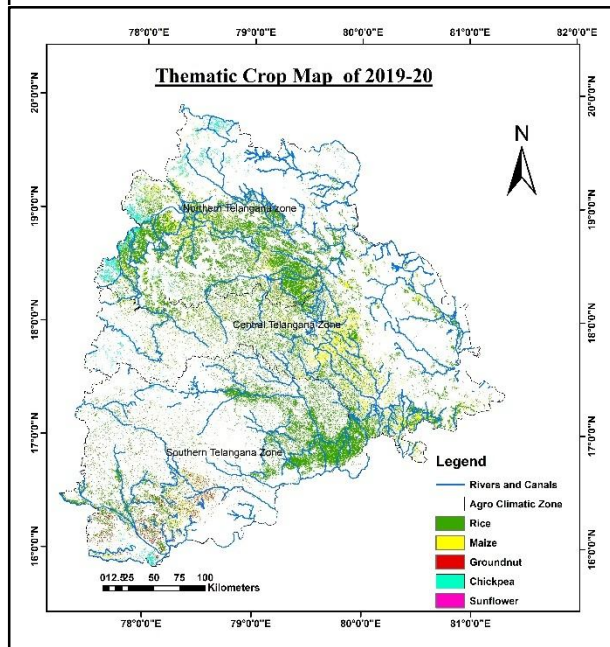 78°0'0"E 79°0'0"E 80°0'0"E 81°0'0"E 82°0'0"E
Thematic Crop Map of 2019-20
20°0'0"N 20°0'0"N
N
19°0'0"N 19°0'0"N
Northern Telangana zone
18°0'0"N 18°0'0"N
Central Telangana Zone
17°0'0"N 17°0'0"N
Southern Telangana Zone
Legend
Rivers and Canals
Agro Climatic Zone
Rice
Maize
Groundnut
Chickpea
Sunflower
16°0'0"N 16°0'0"N
012.525 50 75 100
Kilometers
78°0'0"E 79°0'0"E 80°0'0"E 81°0'0"E